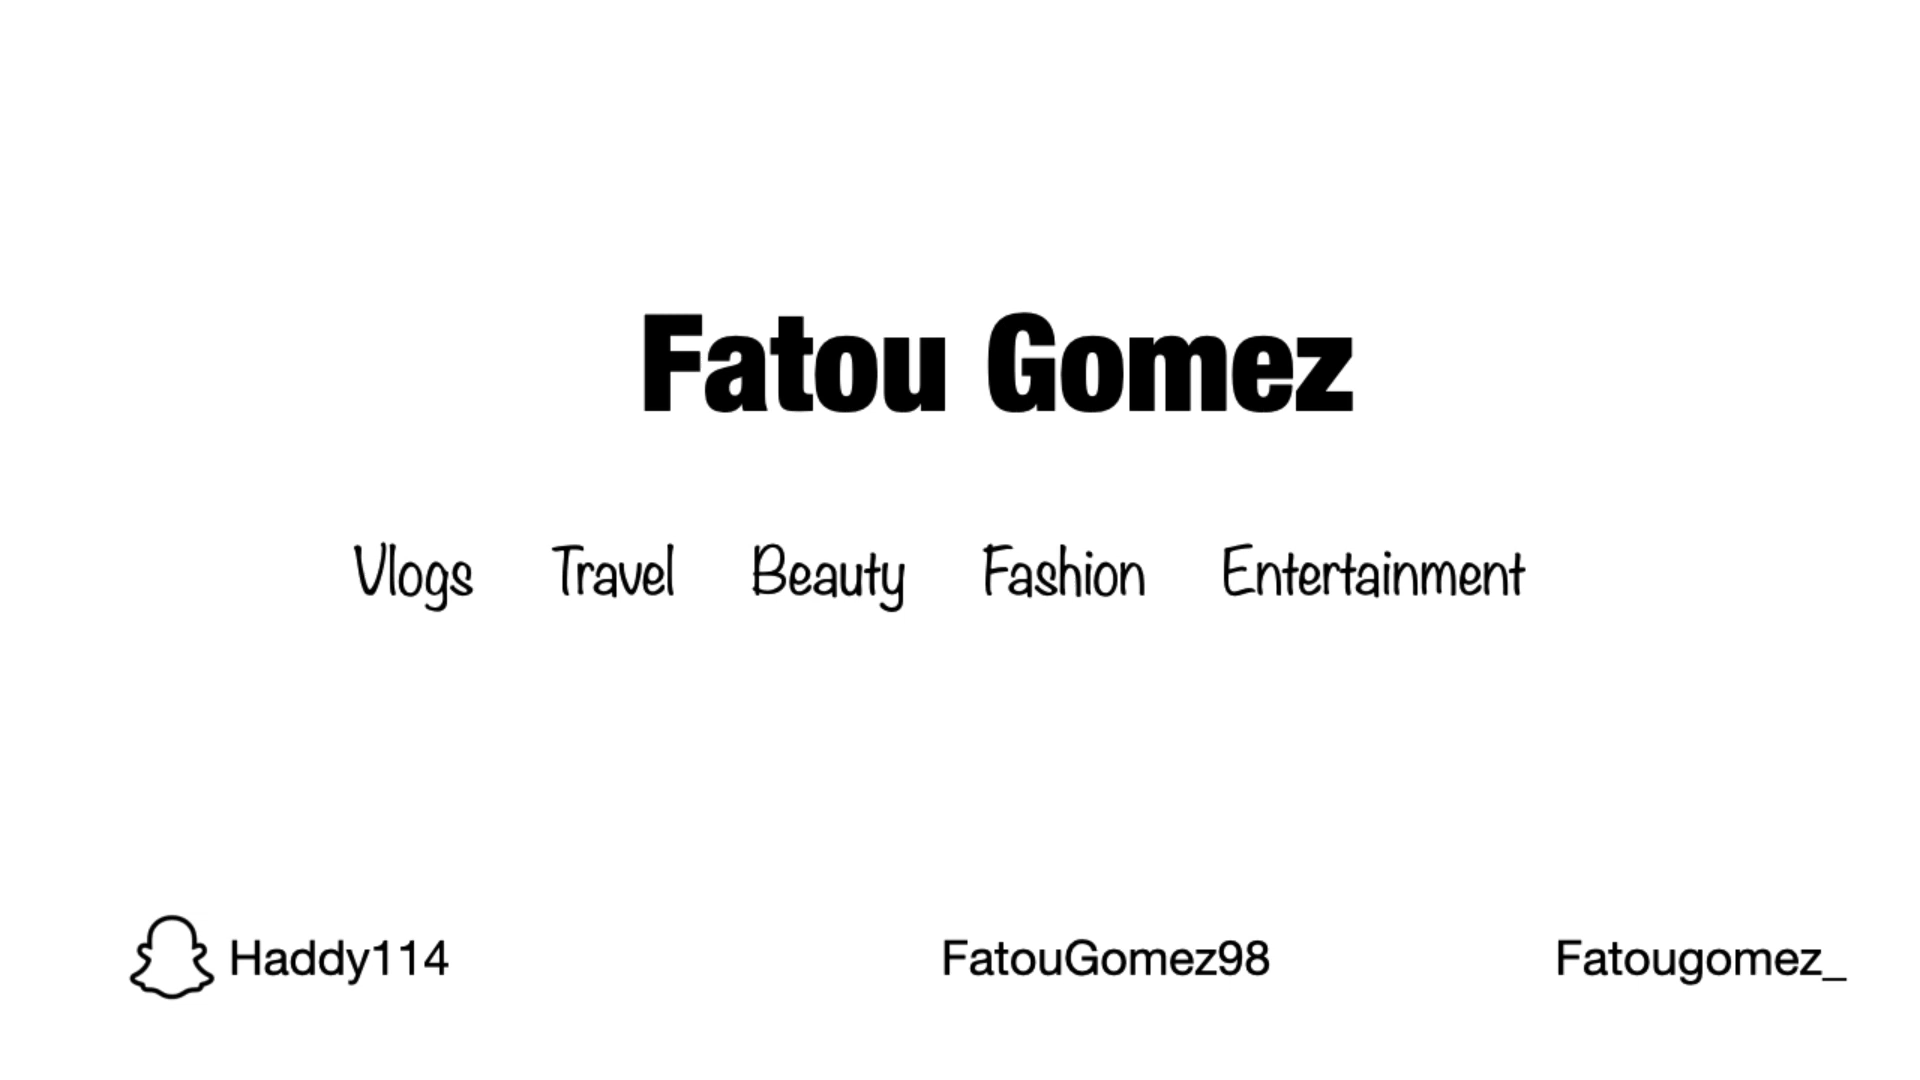 Fatou Gomez
Vlogs Travel Beauty Fashion Entertainment
Haddy114 FatouGomez98 Fatougomez_